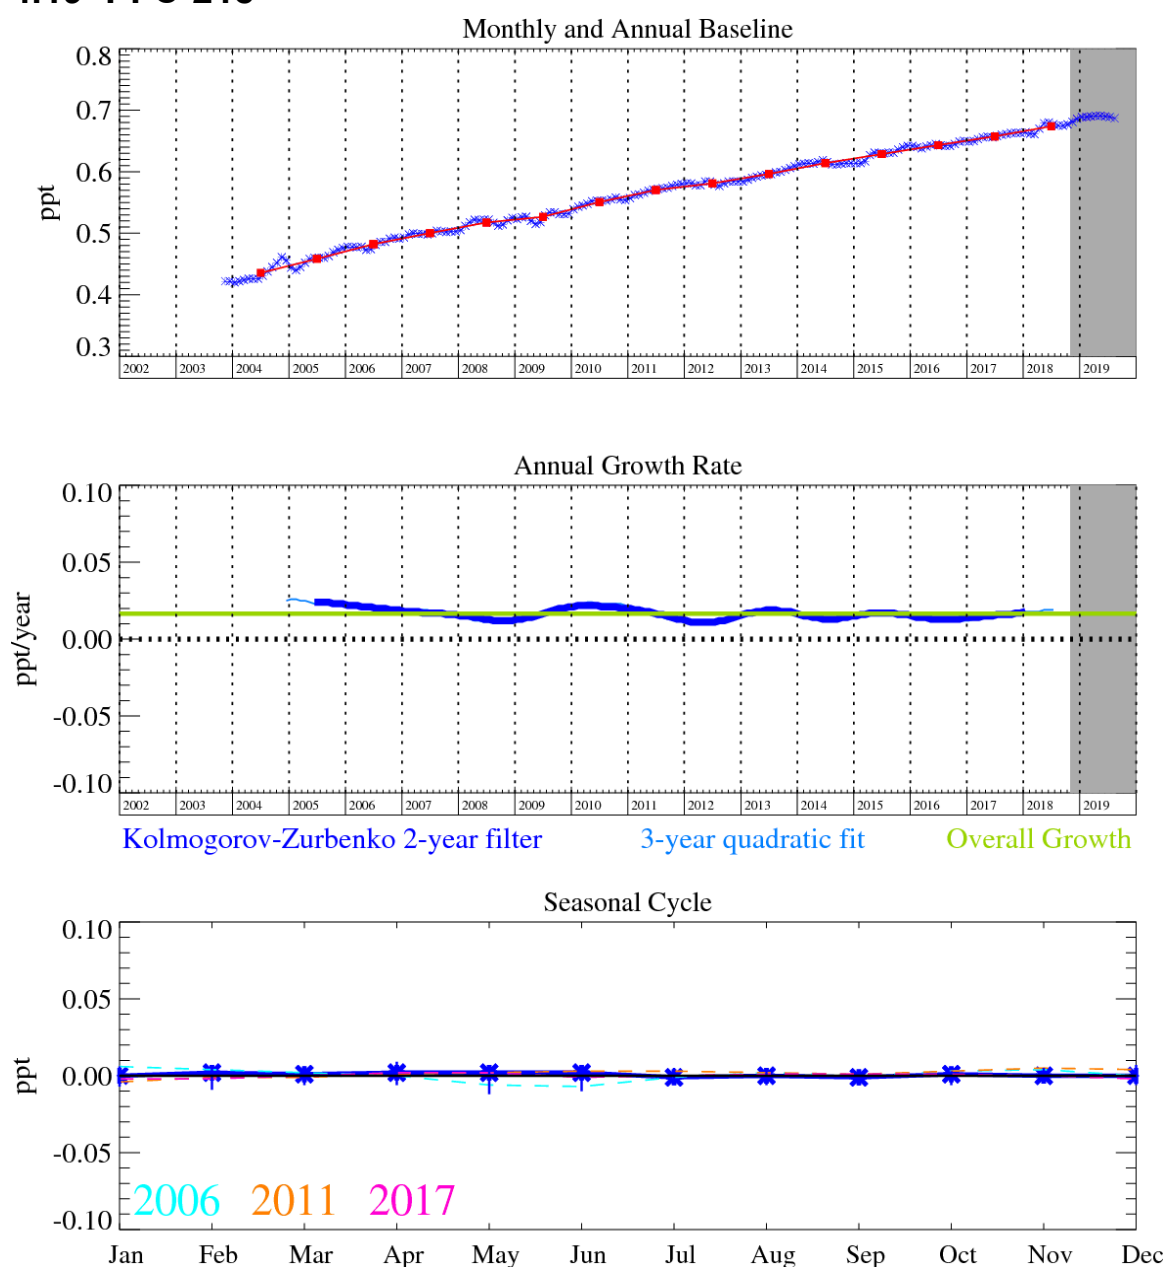 Monthly and Annual Baseline
0.8
0.7
0.6
0.5
0.4
0.3
ppt
2002 2003 2004 2005 2006 2007 2008 2009 2010 2011 2012 2013 2014 2015 2016 2017 2018 2019
Annual Growth Rate
0.10
0.05
0.00
-0.05
-0.10
ppt/year
2002 2003 2004 2005 2006 2007 2008 2009 2010 2011 2012 2013 2014 2015 2016 2017 2018 2019
Kolmogorov-Zurbenko 2-year filter 3-year quadratic fit Overall Growth
Seasonal Cycle
0.10
0.05
0.00
-0.05
-0.10
ppt
2006 2011 2017
Jan Feb Mar Apr May Jun Jul Aug Sep Oct Nov Dec